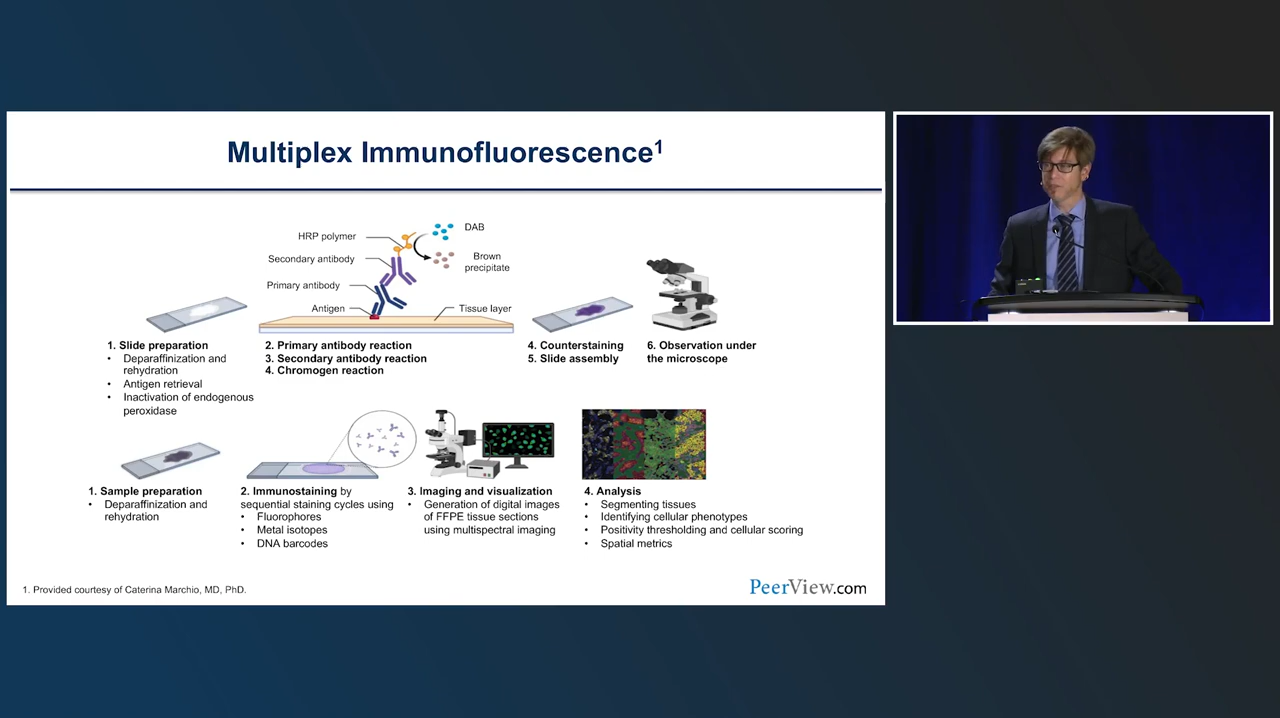 Multiplex Immunofluorescence1
HRP polymer
DAB
Secondary antibody
Brown
precipitate
Primary antibody
Antigen
Tissue layer
1. Slide preparation
• Deparaffinization and
rehydration
• Antigen retrieval
• Inactivation of endogenous
peroxidase
2. Primary antibody reaction
3. Secondary antibody reaction
4. Chromogen reaction
4. Counterstaining
5. Slide assembly
6. Observation under
the microscope
1. Sample preparation
• Deparaffinization and
rehydration
2. Immunostaining by
sequential staining cycles using
• Fluorophores
• Metal isotopes
• DNA barcodes
3. Imaging and visualization
• Generation of digital images
of FFPE tissue sections
using multispectral imaging
4. Analysis
• Segmenting tissues
• Identifying cellular phenotypes
• Positivity thresholding and cellular scoring
• Spatial metrics
1. Provided courtesy of Caterina Marchio, MD, PhD.
PeerView.com